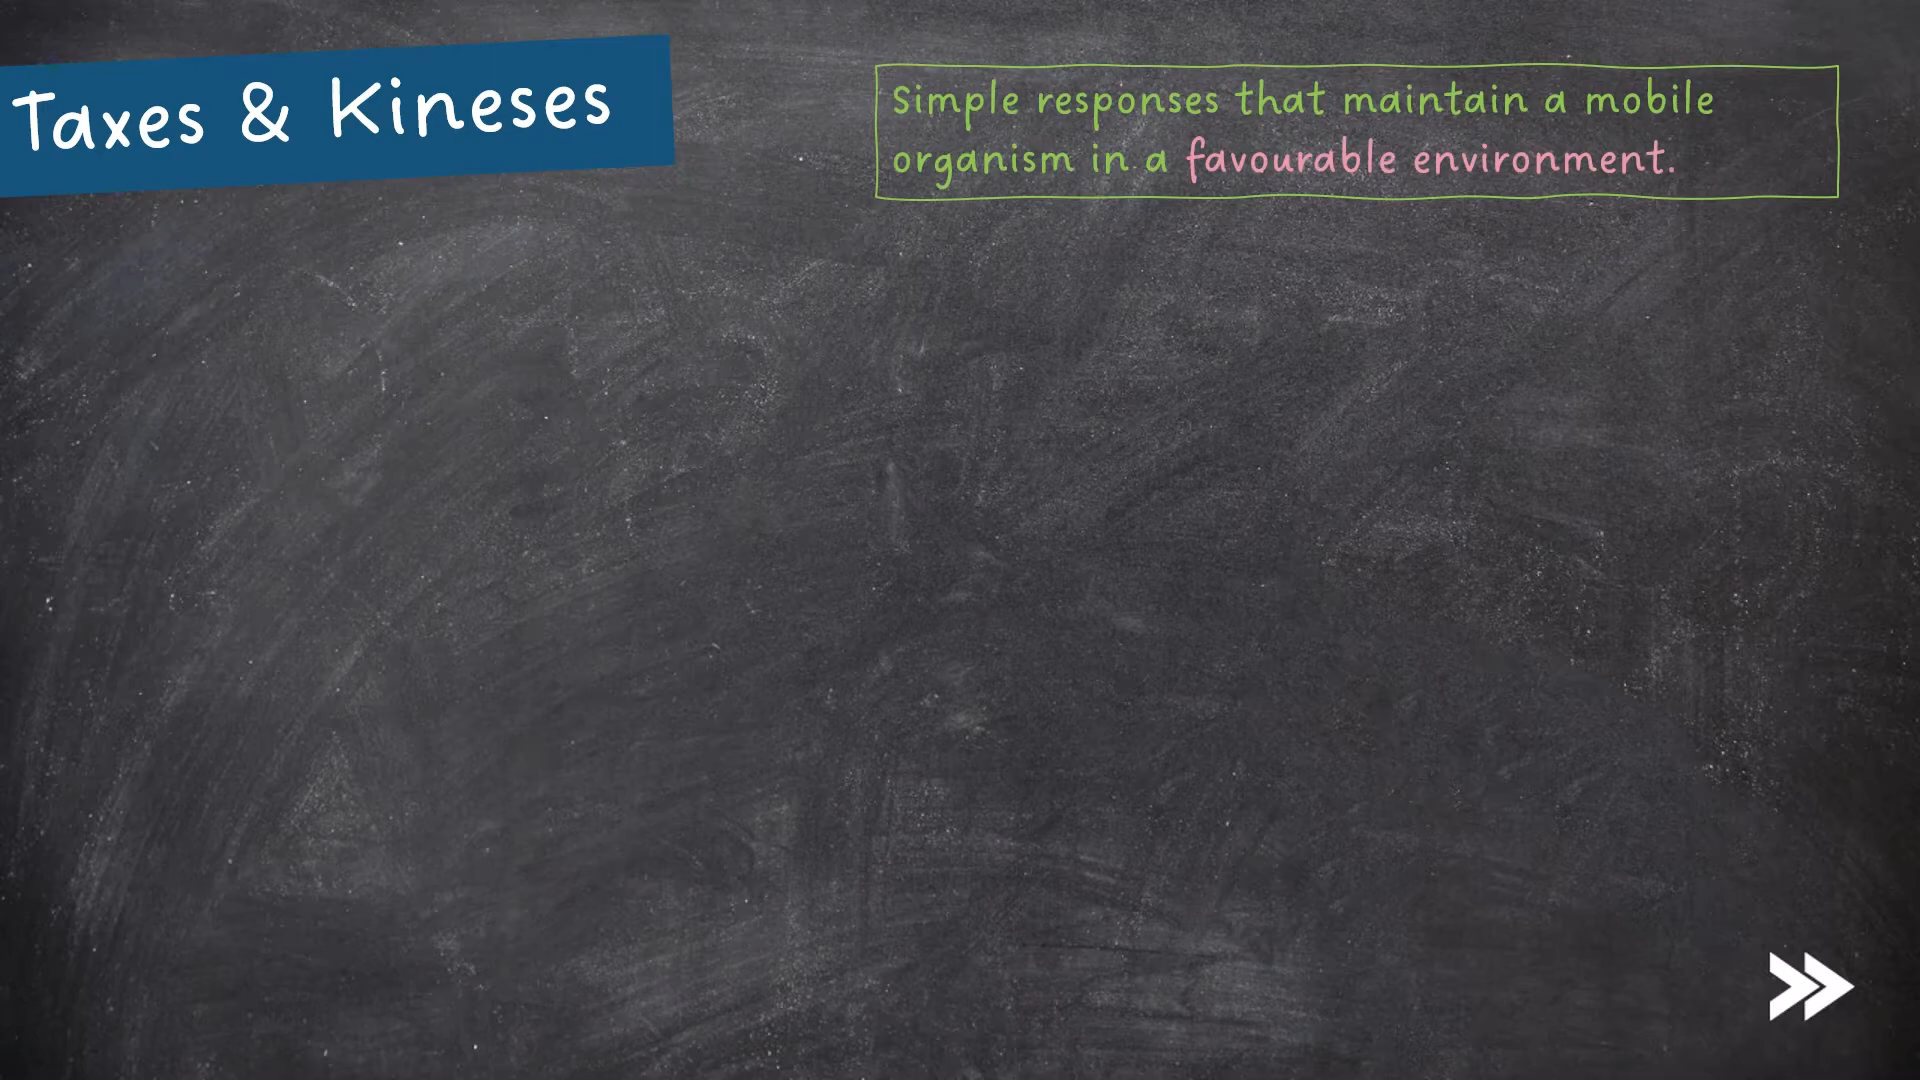 Taxes & Kineses
Simple responses that maintain a mobile
organism in a favourable environment.